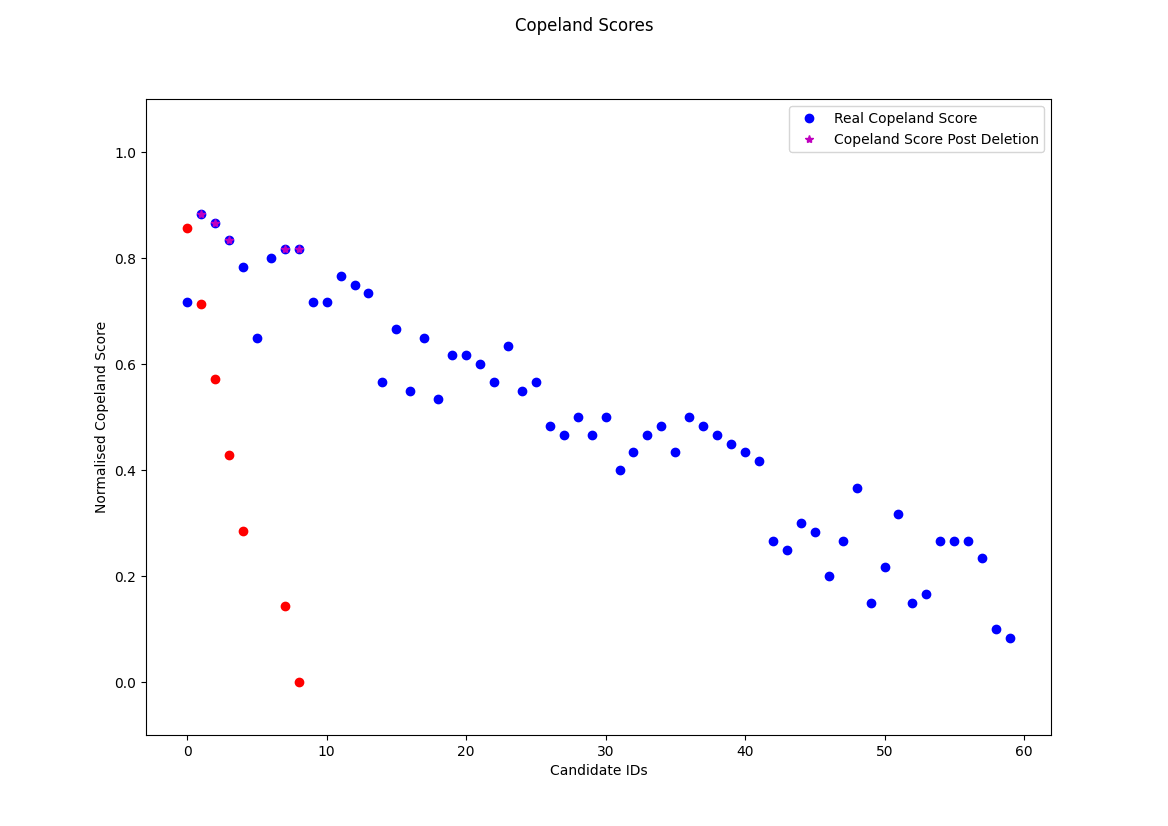 Copeland Scores
Real Copeland Score
Copeland Score Post Deletion
1.0
0.8
0.6
0.4
0.2
0.0
Normalised Copeland Score
0 10 20 30 40 50 60
Candidate IDs